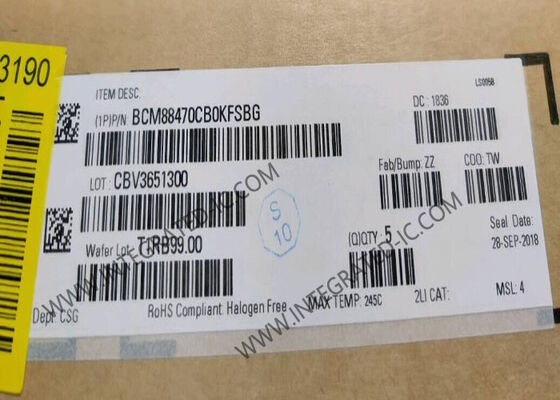 3190
LS0058
ITEM DESC.
(1P)P/N: BCM88470CB0KFSBG
DC: 1836
LOT: CBV3651300
Fab/Bump: ZZ
COO: TW
S
10
Wafer Lot: T1RB99.00
(Q)QTY: 5
Seal Date:
28-SEP-2018
Dept: CSG
RoHS Compliant Halogen Free
MAX TEMP: 245C
2LI CAT:
MSL: 4
WWW.INTEGRATED-IC.COM
WWW.INTEGRATED-IC.COM